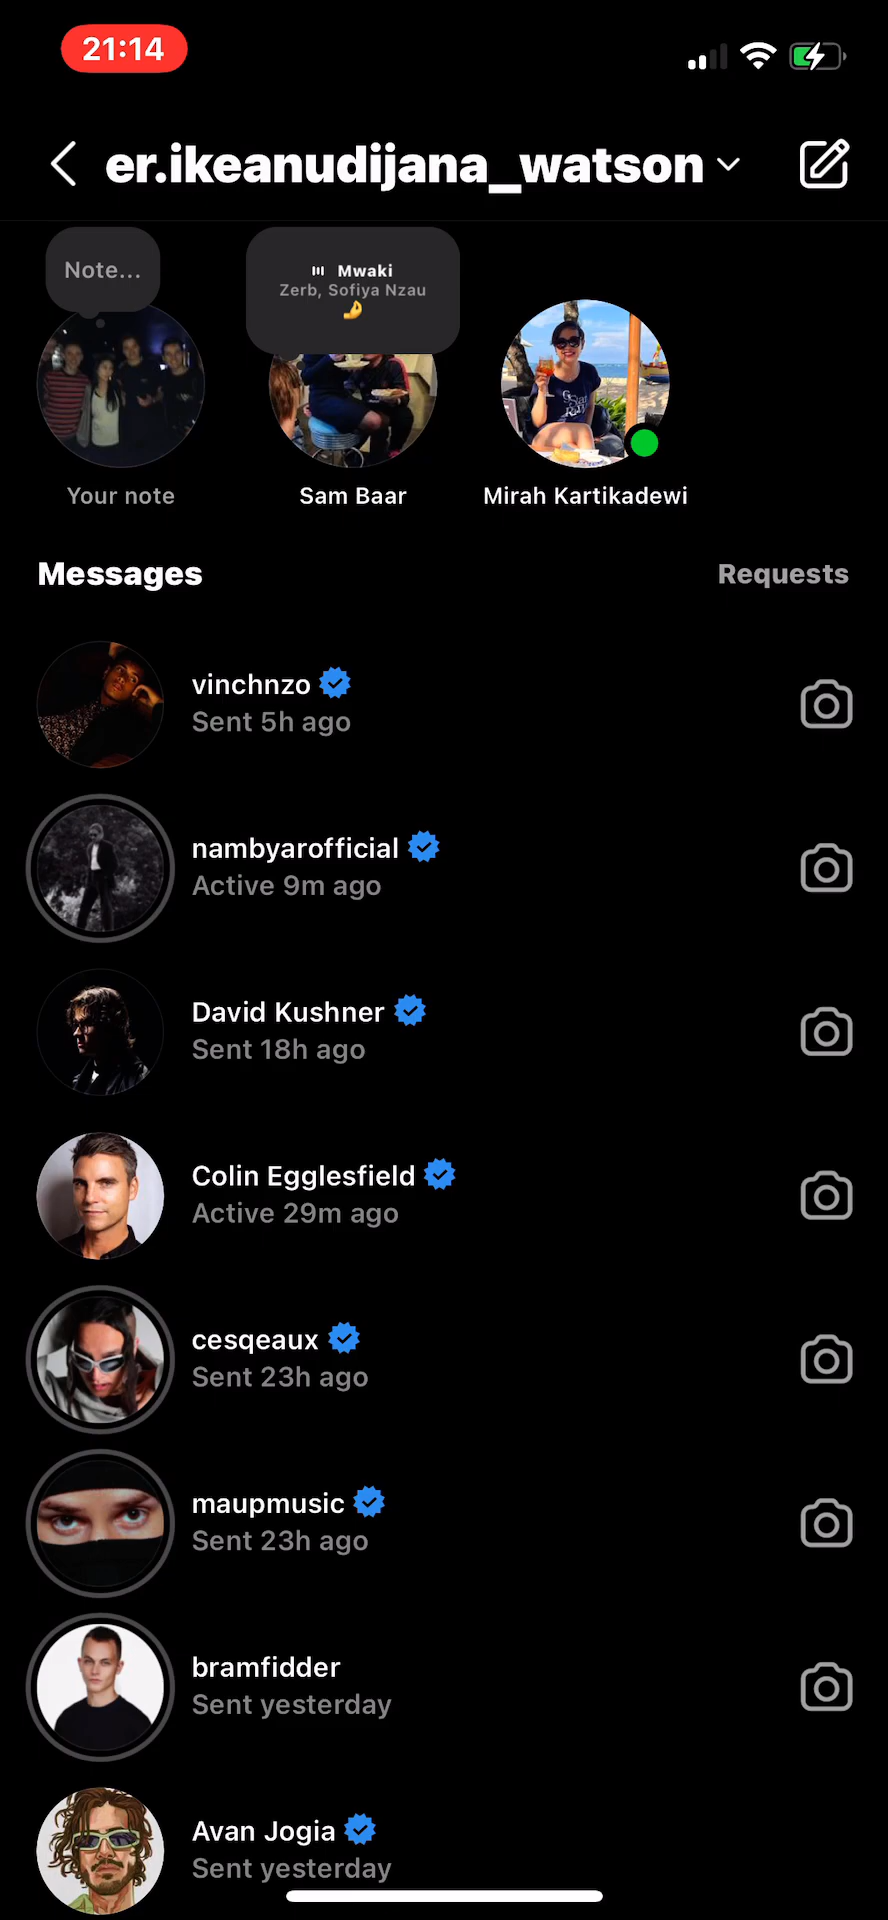 21:14
er.ikeanudijana_watson
Note...
Mwaki
Zerb, Sofiya Nzau
Your note
Sam Baar
Mirah Kartikadewi
Messages
Requests
vinchnzo
Sent 5h ago
nambyarofficial
Active 9m ago
David Kushner
Sent 18h ago
Colin Egglesfield
Active 29m ago
cesqeaux
Sent 23h ago
maupmusic
Sent 23h ago
bramfidder
Sent yesterday
Avan Jogia
Sent yesterday